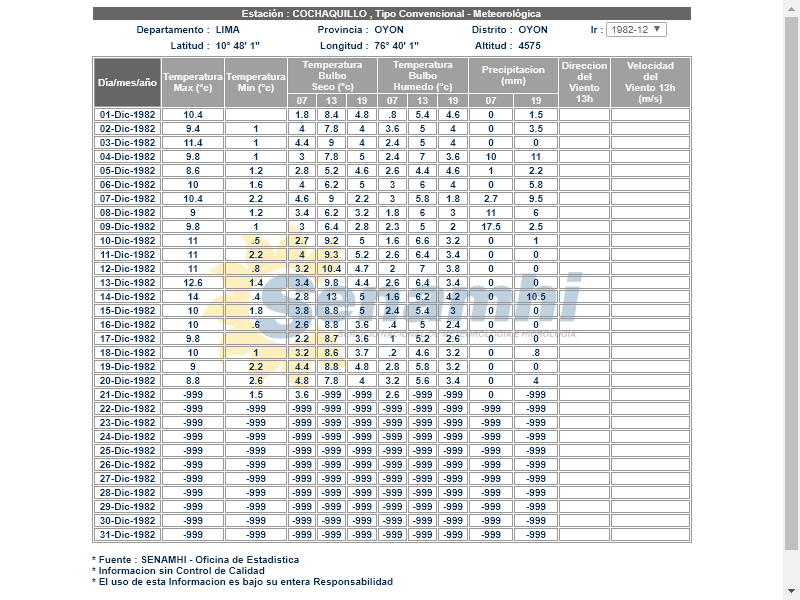 Estación : COCHAQUILLO , Tipo Convencional - Meteorológica
Departamento : LIMA Provincia : OYON Distrito : OYON Ir : 1982-12
Latitud : 10° 48' 1" Longitud : 76° 40' 1" Altitud : 4575
Dia/mes/año Temperatura Max (°c) Temperatura Min (°c) Temperatura Bulbo Seco (°c) Temperatura Bulbo Humedo (°c) Precipitacion (mm) Direccion del Viento 13h Velocidad del Viento 13h (m/s)
07 13 19 07 13 19 07 19
01-Dic-1982 10.4 1.8 8.4 4.8 .8 5.4 4.6 0 1.5
02-Dic-1982 9.4 1 4 7.8 4 3.6 5 4 0 3.5
03-Dic-1982 11.4 1 4.4 9 4 2.4 5 4 0 0
04-Dic-1982 9.8 1 3 7.8 5 2.4 7 3.6 10 11
05-Dic-1982 8.6 1.2 2.8 5.2 4.6 2.6 4.4 4.6 1 2.2
06-Dic-1982 10 1.6 4 6.2 5 3 6 4 0 5.8
07-Dic-1982 10.4 2.2 4.6 9 2.2 3 5.8 1.8 2.7 9.5
08-Dic-1982 9 1.2 3.4 6.2 3.2 1.8 6 3 11 6
09-Dic-1982 9.8 1 3 6.4 2.8 2.3 5 2 17.5 2.5
10-Dic-1982 11 .5 2.7 9.2 5 1.6 6.6 3.2 0 1
11-Dic-1982 11 2.2 4 9.3 5.2 2.6 6.4 3.4 0 0
12-Dic-1982 11 .8 3.2 10.4 4.7 2 7 3.8 0 0
13-Dic-1982 12.6 1.4 3.4 9.8 4.4 2.6 6.4 3.4 0 0
14-Dic-1982 14 .4 2.8 13 5 1.6 6.2 4.2 0 10.5
15-Dic-1982 10 1.8 3.8 8.8 5 2.4 5.4 3 0 0
16-Dic-1982 10 .6 2.6 8.8 3.6 .4 5 2.4 0 0
17-Dic-1982 9.8 2.2 8.7 3.6 1 5.2 2.6 0 0
18-Dic-1982 10 1 3.2 8.6 3.7 .2 4.6 3.2 0 .8
19-Dic-1982 9 2.2 4.4 8.8 4.8 2.8 5.8 3.2 0 0
20-Dic-1982 8.8 2.6 4.8 7.8 4 3.2 5.6 3.4 0 4
21-Dic-1982 -999 1.5 3.6 -999 -999 2.6 -999 -999 0 -999
22-Dic-1982 -999 -999 -999 -999 -999 -999 -999 -999 -999 -999
23-Dic-1982 -999 -999 -999 -999 -999 -999 -999 -999 -999 -999
24-Dic-1982 -999 -999 -999 -999 -999 -999 -999 -999 -999 -999
25-Dic-1982 -999 -999 -999 -999 -999 -999 -999 -999 -999 -999
26-Dic-1982 -999 -999 -999 -999 -999 -999 -999 -999 -999 -999
27-Dic-1982 -999 -999 -999 -999 -999 -999 -999 -999 -999 -999
28-Dic-1982 -999 -999 -999 -999 -999 -999 -999 -999 -999 -999
29-Dic-1982 -999 -999 -999 -999 -999 -999 -999 -999 -999 -999
30-Dic-1982 -999 -999 -999 -999 -999 -999 -999 -999 -999 -999
31-Dic-1982 -999 -999 -999 -999 -999 -999 -999 -999 -999 -999
Senamhi
* Fuente : SENAMHI - Oficina de Estadistica
* Informacion sin Control de Calidad
* El uso de esta Informacion es bajo su entera Responsabilidad